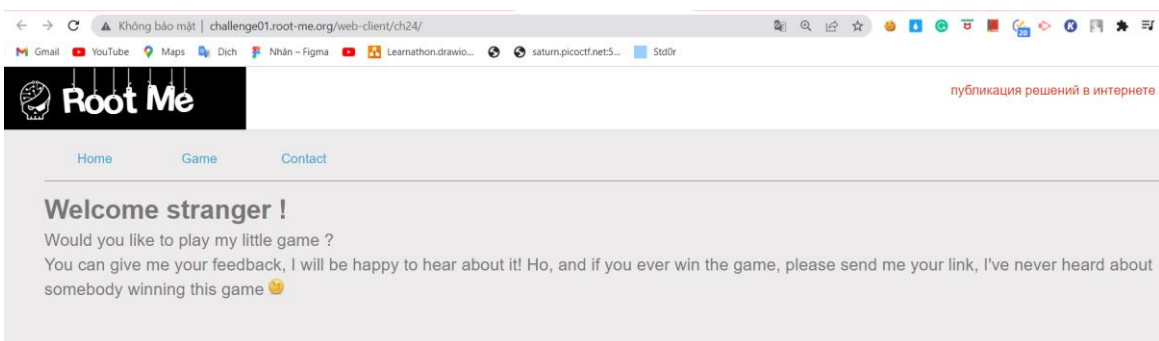 Không bảo mật | challenge01.root-me.org/web-client/ch24/
20
Gmail YouTube Maps Dịch Nhân – Figma Learnathon.drawio... saturn.picoctf.net:5... Std0r
Root Me
публикация решений в интернете
Home Game Contact
Welcome stranger !
Would you like to play my little game ?
You can give me your feedback, I will be happy to hear about it! Ho, and if you ever win the game, please send me your link, I've never heard about
somebody winning this game